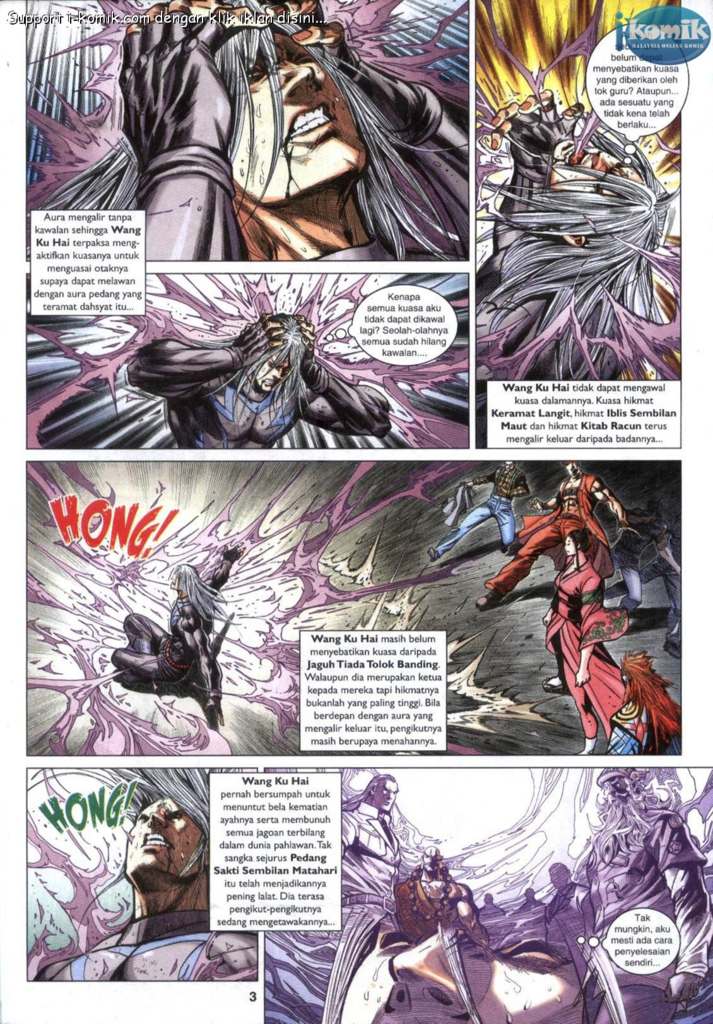 Support i-komik.com dengan klik iklan disini...
i komik
MALAYSIA ONLINE KOMIK
Aura mengalir tanpa
kawalan sehingga Wang
Ku Hai terpaksa meng-
aktifkan kuasanya untuk
menguasai otaknya
supaya dapat melawan
dengan aura pedang yang
teramat dahsyat itu...
belum dapat
menyebatikan kuasa
yang diberikan oleh
tok guru? Ataupun...
ada sesuatu yang
tidak kena telah
berlaku...
Kenapa
semua kuasa aku
tidak dapat dikawal
lagi? Seolah-olahnya
semua sudah hilang
kawalan....
Wang Ku Hai tidak dapat mengawal
kuasa dalamannya. Kuasa hikmat
Keramat Langit, hikmat Iblis Sembilan
Maut dan hikmat Kitab Racun terus
mengalir keluar daripada badannya...
HONG!
Wang Ku Hai masih belum
menyebatikan kuasa daripada
Jaguh Tiada Tolok Banding.
Walaupun dia merupakan ketua
kepada mereka tapi hikmatnya
bukanlah yang paling tinggi. Bila
berdepan dengan aura yang
mengalir keluar itu, pengikutnya
masih berupaya menahannya.
HONG!
Wang Ku Hai
pernah bersumpah untuk
menuntut bela kematian
ayahnya serta membunuh
semua jagoan terbilang
dalam dunia pahlawan. Tak
sangka sejurus Pedang
Sakti Sembilan Matahari
itu telah menjadikannya
pening lalat. Dia terasa
pengikut-pengikutnya
sedang mengetawakannya...
Tak
mungkin, aku
mesti ada cara
penyelesaian
sendiri...
3